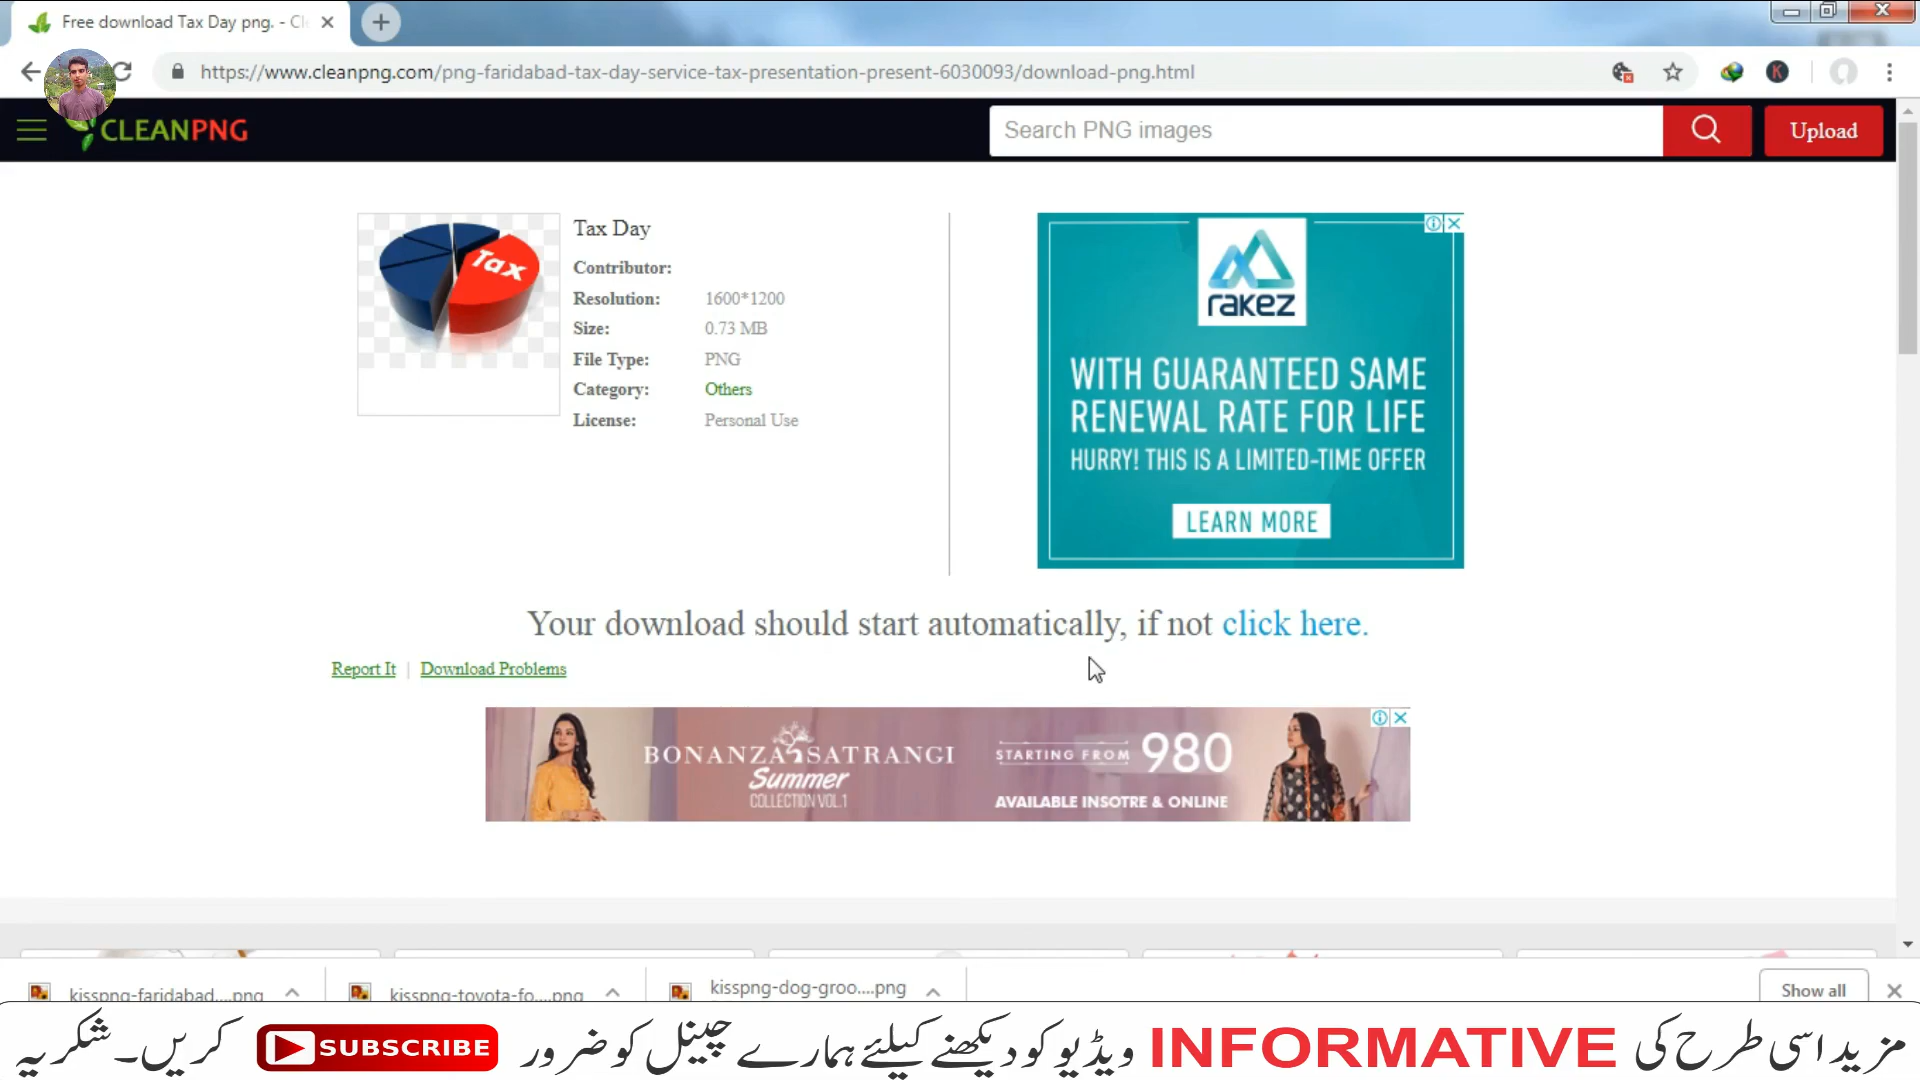 Free download Tax Day png. - Cl
https://www.cleanpng.com/png-faridabad-tax-day-service-tax-presentation-present-6030093/download-png.html
K
CLEANPNG
Search PNG images
Upload
Tax
Tax Day
Contributor:
Resolution: 1600*1200
Size: 0.73 MB
File Type: PNG
Category: Others
License: Personal Use
rakez
WITH GUARANTEED SAME
RENEWAL RATE FOR LIFE
HURRY! THIS IS A LIMITED-TIME OFFER
LEARN MORE
Your download should start automatically, if not click here.
Report It | Download Problems
BONANZA SATRANGI
Summer
COLLECTION VOL.1
STARTING FROM 980
AVAILABLE INSOTRE & ONLINE
kisspng-faridabad....png
kisspng-toyota-fo....png
kisspng-dog-groo....png
Show all
مزید اسی طرح کی INFORMATIVE ویڈیو کو دیکھنے کیلئے ہمارے چینل کو ضرور SUBSCRIBE کریں۔ شکریہ